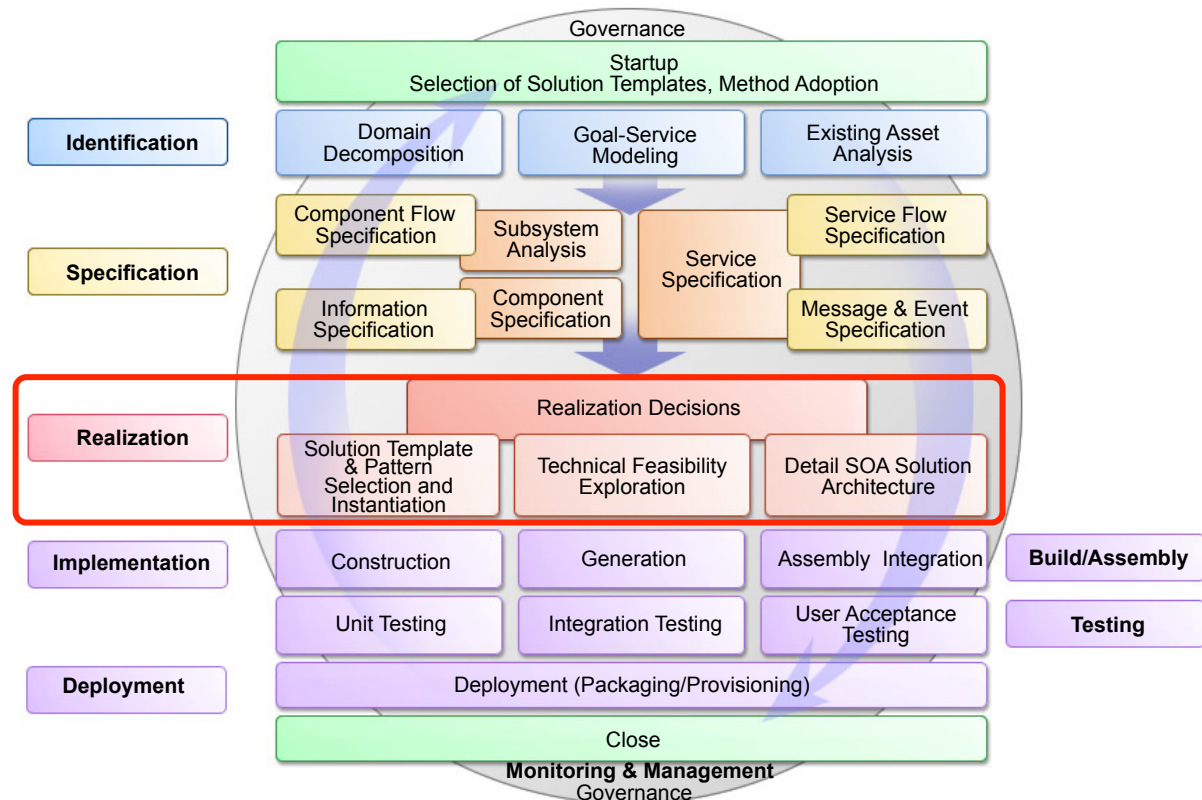 Governance
Startup
Selection of Solution Templates, Method Adoption
Identification
Domain
Decomposition
Goal-Service
Modeling
Existing Asset
Analysis
Specification
Component Flow
Specification
Subsystem
Analysis
Service
Specification
Service Flow
Specification
Information
Specification
Component
Specification
Message & Event
Specification
Realization
Realization Decisions
Solution Template
& Pattern
Selection and
Instantiation
Technical Feasibility
Exploration
Detail SOA Solution
Architecture
Implementation
Construction
Generation
Assembly Integration
Build/Assembly
Unit Testing
Integration Testing
User Acceptance
Testing
Testing
Deployment
Deployment (Packaging/Provisioning)
Close
Monitoring & Management
Governance